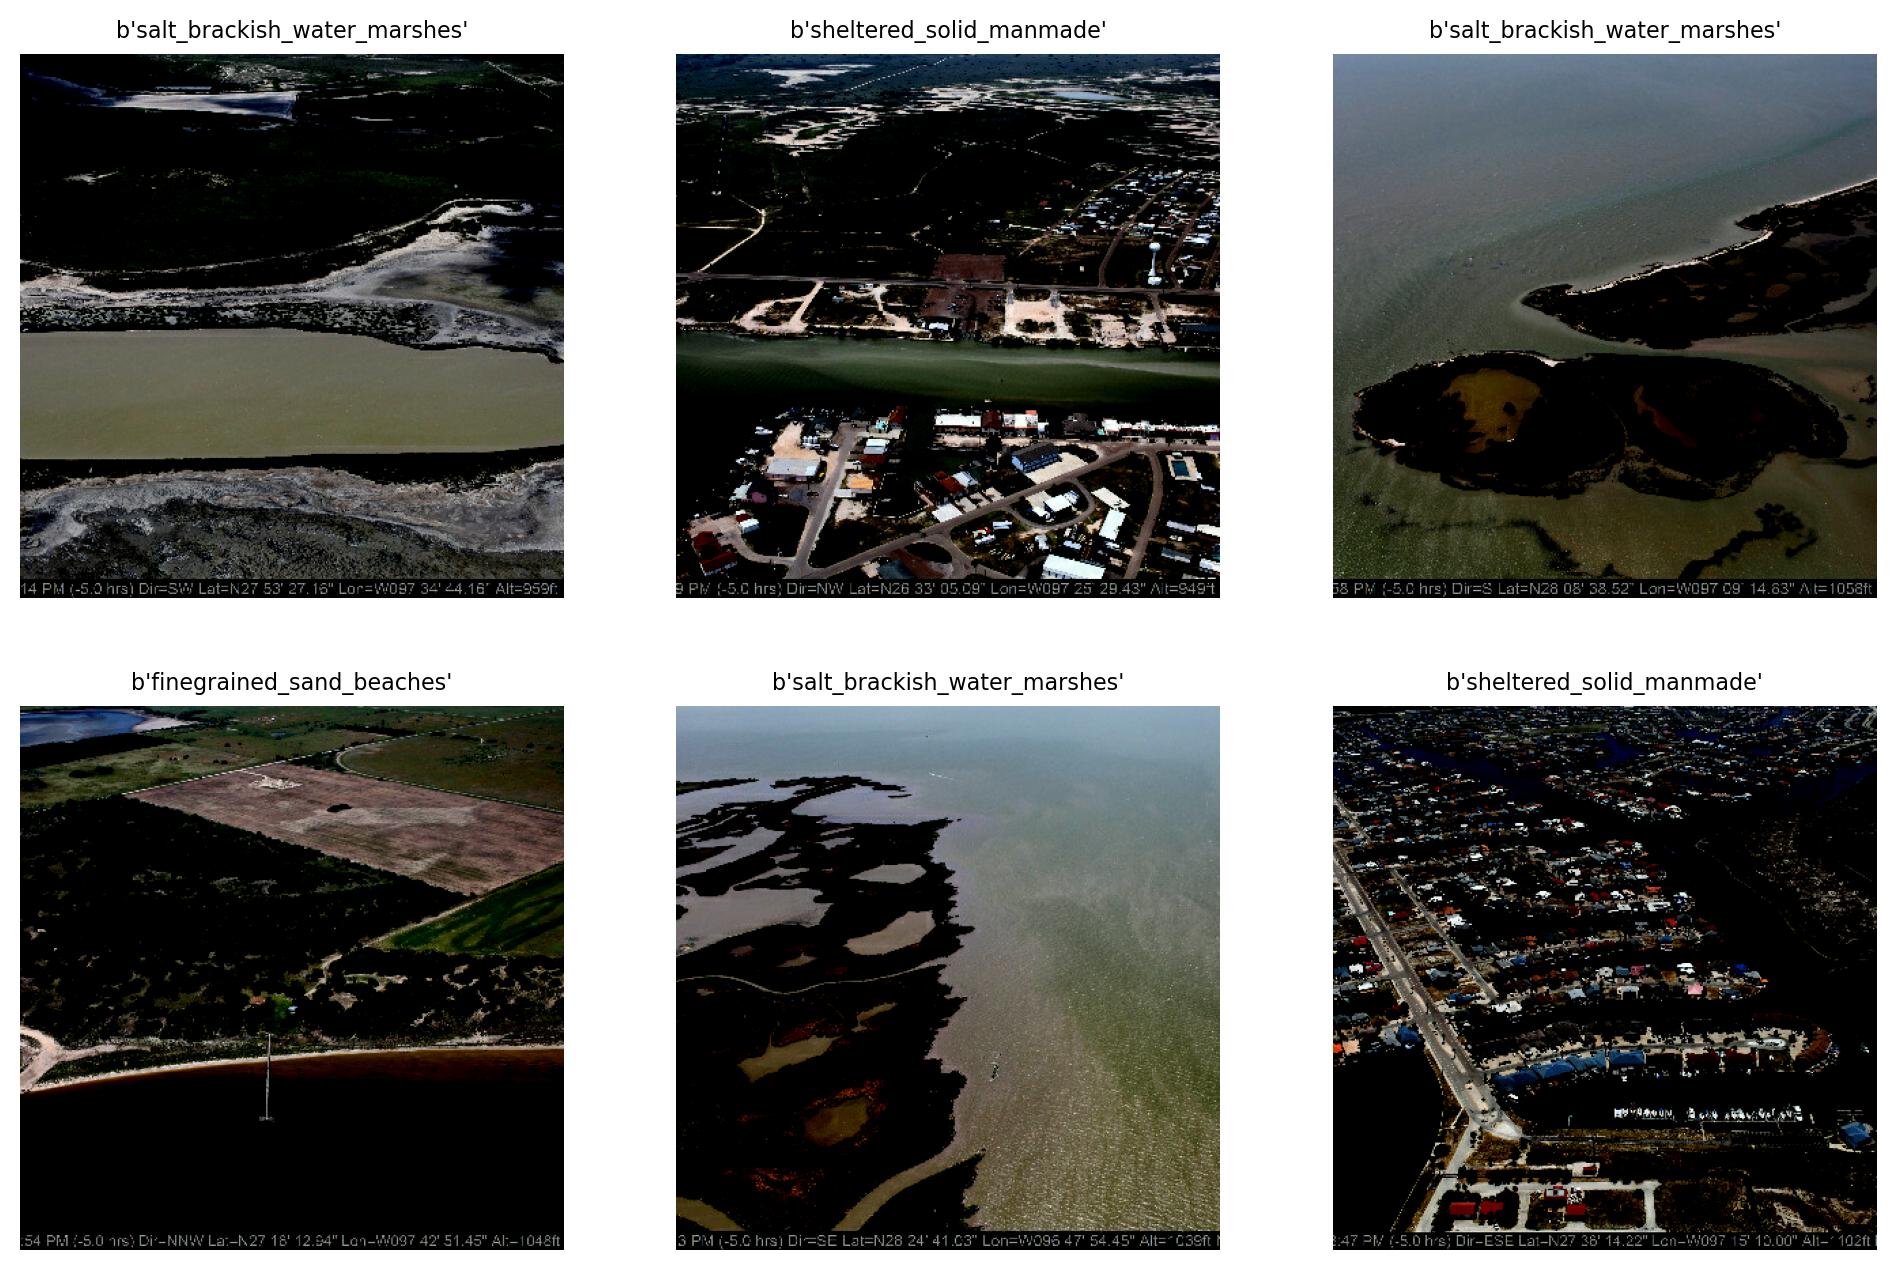 b'salt_brackish_water_marshes'
b'sheltered_solid_manmade'
b'salt_brackish_water_marshes'
14 PM (-5.0 hrs) Dir=SW Lat=N27 53' 27.16" Lon=W097 34' 44.16" Alt=959ft
9 PM (-5.0 hrs) Dir=NW Lat=N26 33' 05.09" Lon=W097 25' 29.43" Alt=949ft
58 PM (-5.0 hrs) Dir=S Lat=N28 08' 38.52" Lon=W097 09' 14.63" Alt=1058ft
b'finegrained_sand_beaches'
b'salt_brackish_water_marshes'
b'sheltered_solid_manmade'
:54 PM (-5.0 hrs) Dir=NNW Lat=N27 16' 12.94" Lon=W097 42' 51.45" Alt=1048ft
3 PM (-5.0 hrs) Dir=SE Lat=N28 24' 41.03" Lon=W096 47' 54.45" Alt=1039ft
2:47 PM (-5.0 hrs) Dir=ESE Lat=N27 36' 14.22" Lon=W097 15' 10.00" Alt=1102ft